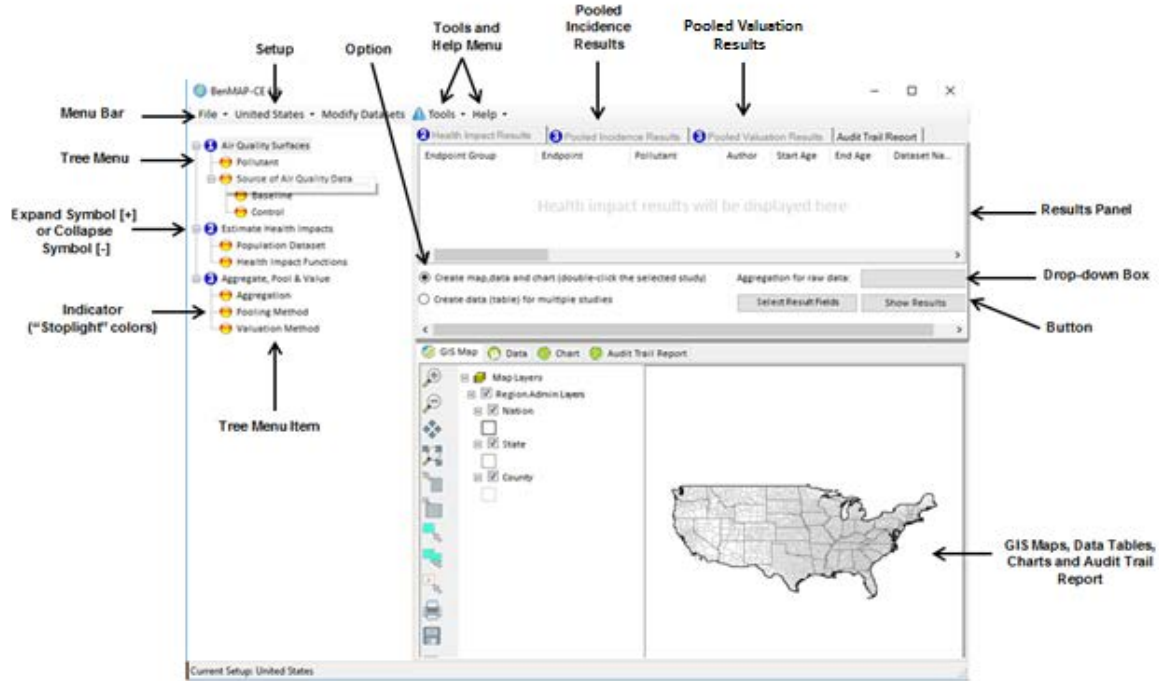 Pooled
Incidence
Results
Pooled Valuation
Results
Tools and
Help Menu
Setup
Option
Menu Bar
Tree Menu
Expand Symbol [+]
or Collapse
Symbol [-]
Indicator
("Stoplight" colors)
Tree Menu Item
Results Panel
Drop-down Box
Button
GIS Maps, Data Tables,
Charts and Audit Trail
Report
BenMAP-CE
File United States Modify Datasets Tools Help
1 Air Quality Surfaces
Pollutant
Source of Air Quality Data
Baseline
Control
2 Estimate Health Impacts
Population Dataset
Health Impact Functions
3 Aggregate, Pool & Value
Aggregation
Pooling Method
Valuation Method
2 Health Impact Results 3 Pooled Incidence Results 3 Pooled Valuation Results Audit Trail Report
Endpoint Group Endpoint Pollutant Author Start Age End Age Dataset Na...
Health impact results will be displayed here
Create map,data and chart (double-click the selected study) Aggregation for raw data:
Create data (table) for multiple studies Select Result Fields Show Results
GIS Map Data Chart Audit Trail Report
Map Layers
Region Admin Layers
Nation
State
County
Current Setup: United States